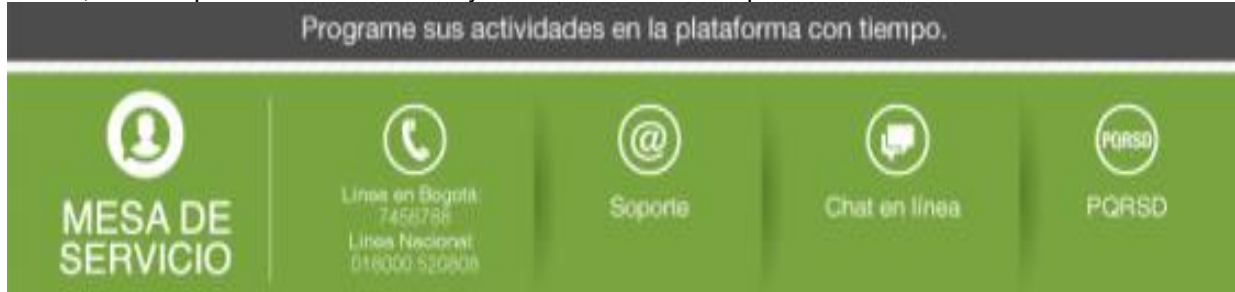 Programe sus actividades en la plataforma con tiempo.
MESA DE
SERVICIO
Línea en Bogotá:
7456788
Línea Nacional:
018000 520808
@
Soporte
Chat en línea
PQRSD
PQRSD